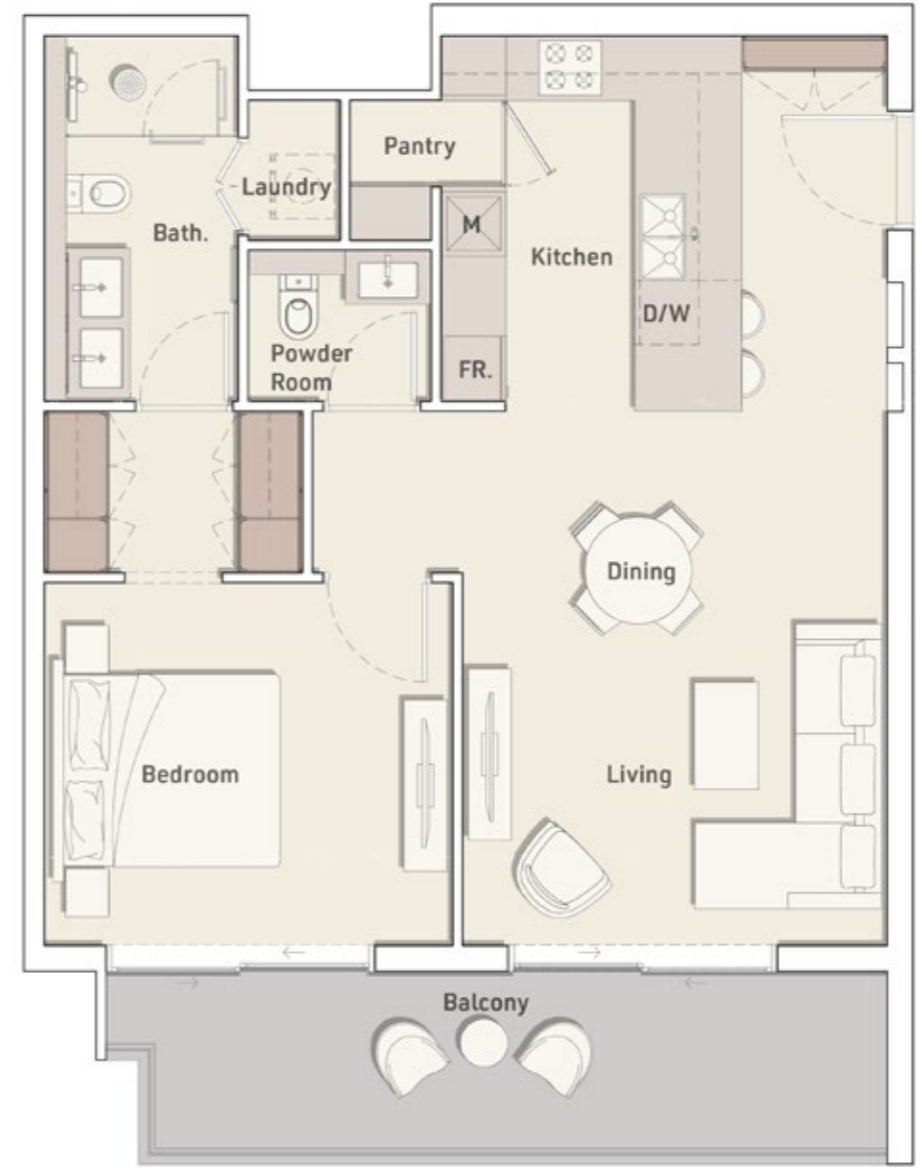 Pantry
Laundry
Bath.
M
Kitchen
D/W
Powder
Room
FR.
Dining
Bedroom
Living
Balcony